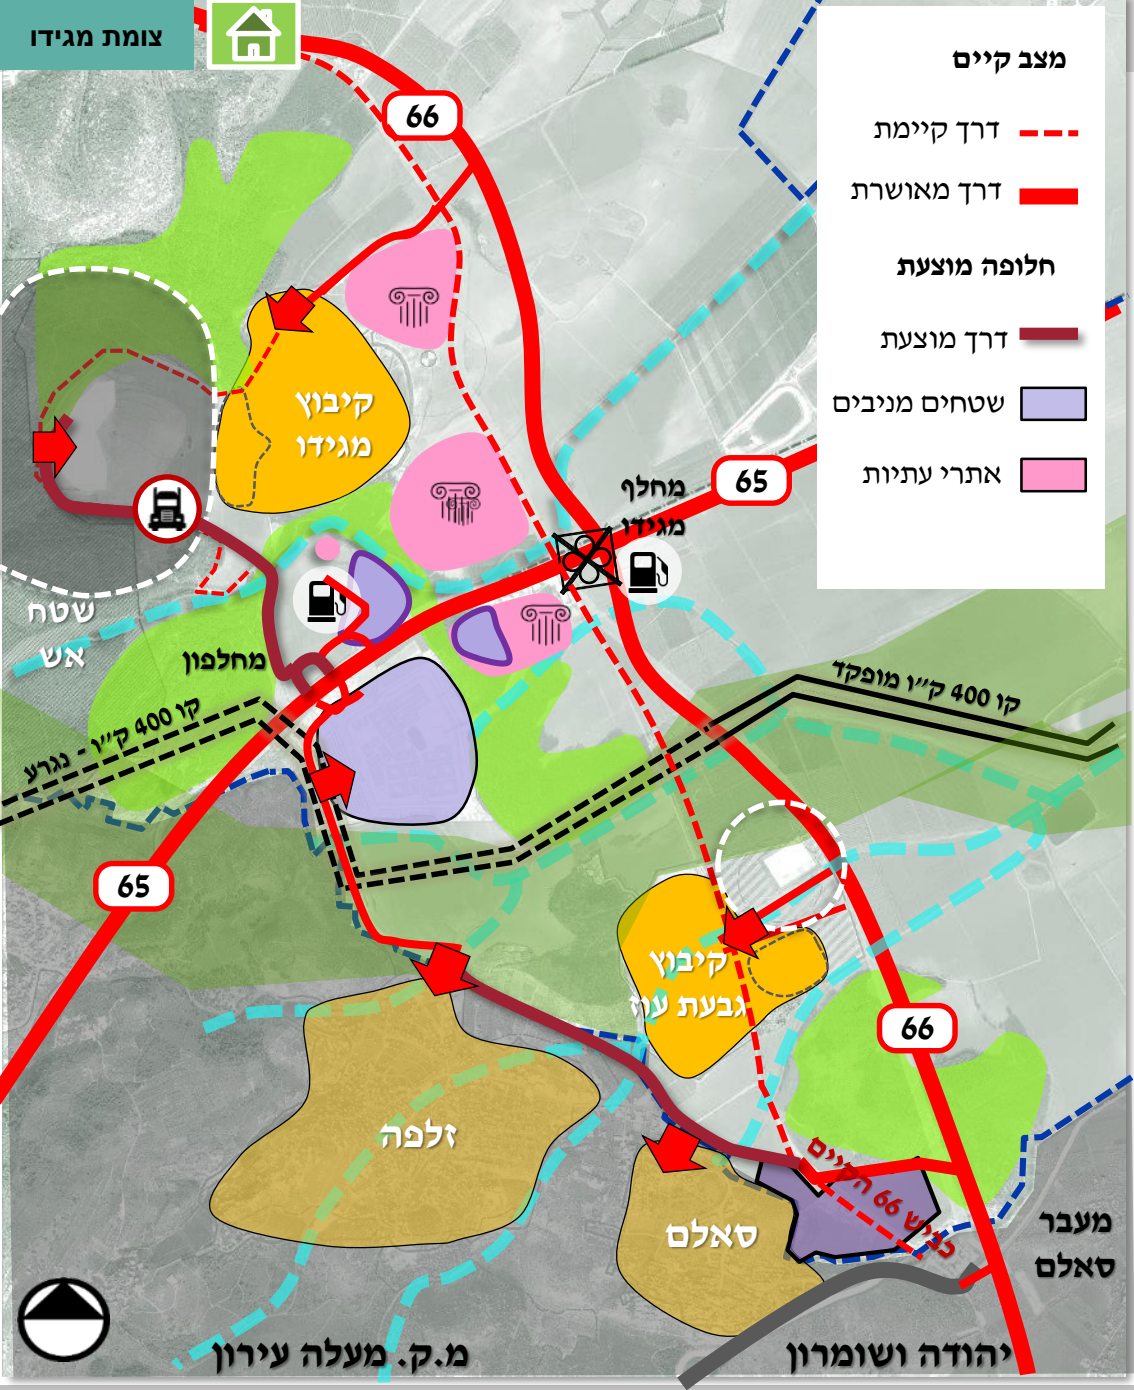 צומת מגידו
מצב קיים
דרך קיימת
דרך מאושרת
חלופה מוצעת
דרך מוצעת
שטחים מניבים
אתרי עתיקות
66
קיבוץ
מגידו
65
מחלף
מגידו
שטח
אש
מחלפון
קו 400 ק״ו מופקד
קו 400 ק״ו - נגרע
65
קיבוץ
גבעת עוז
66
זלפה
כביש 66 הקיים
סאלם
מעבר
סאלם
מ.ק. מעלה עירון
יהודה ושומרון